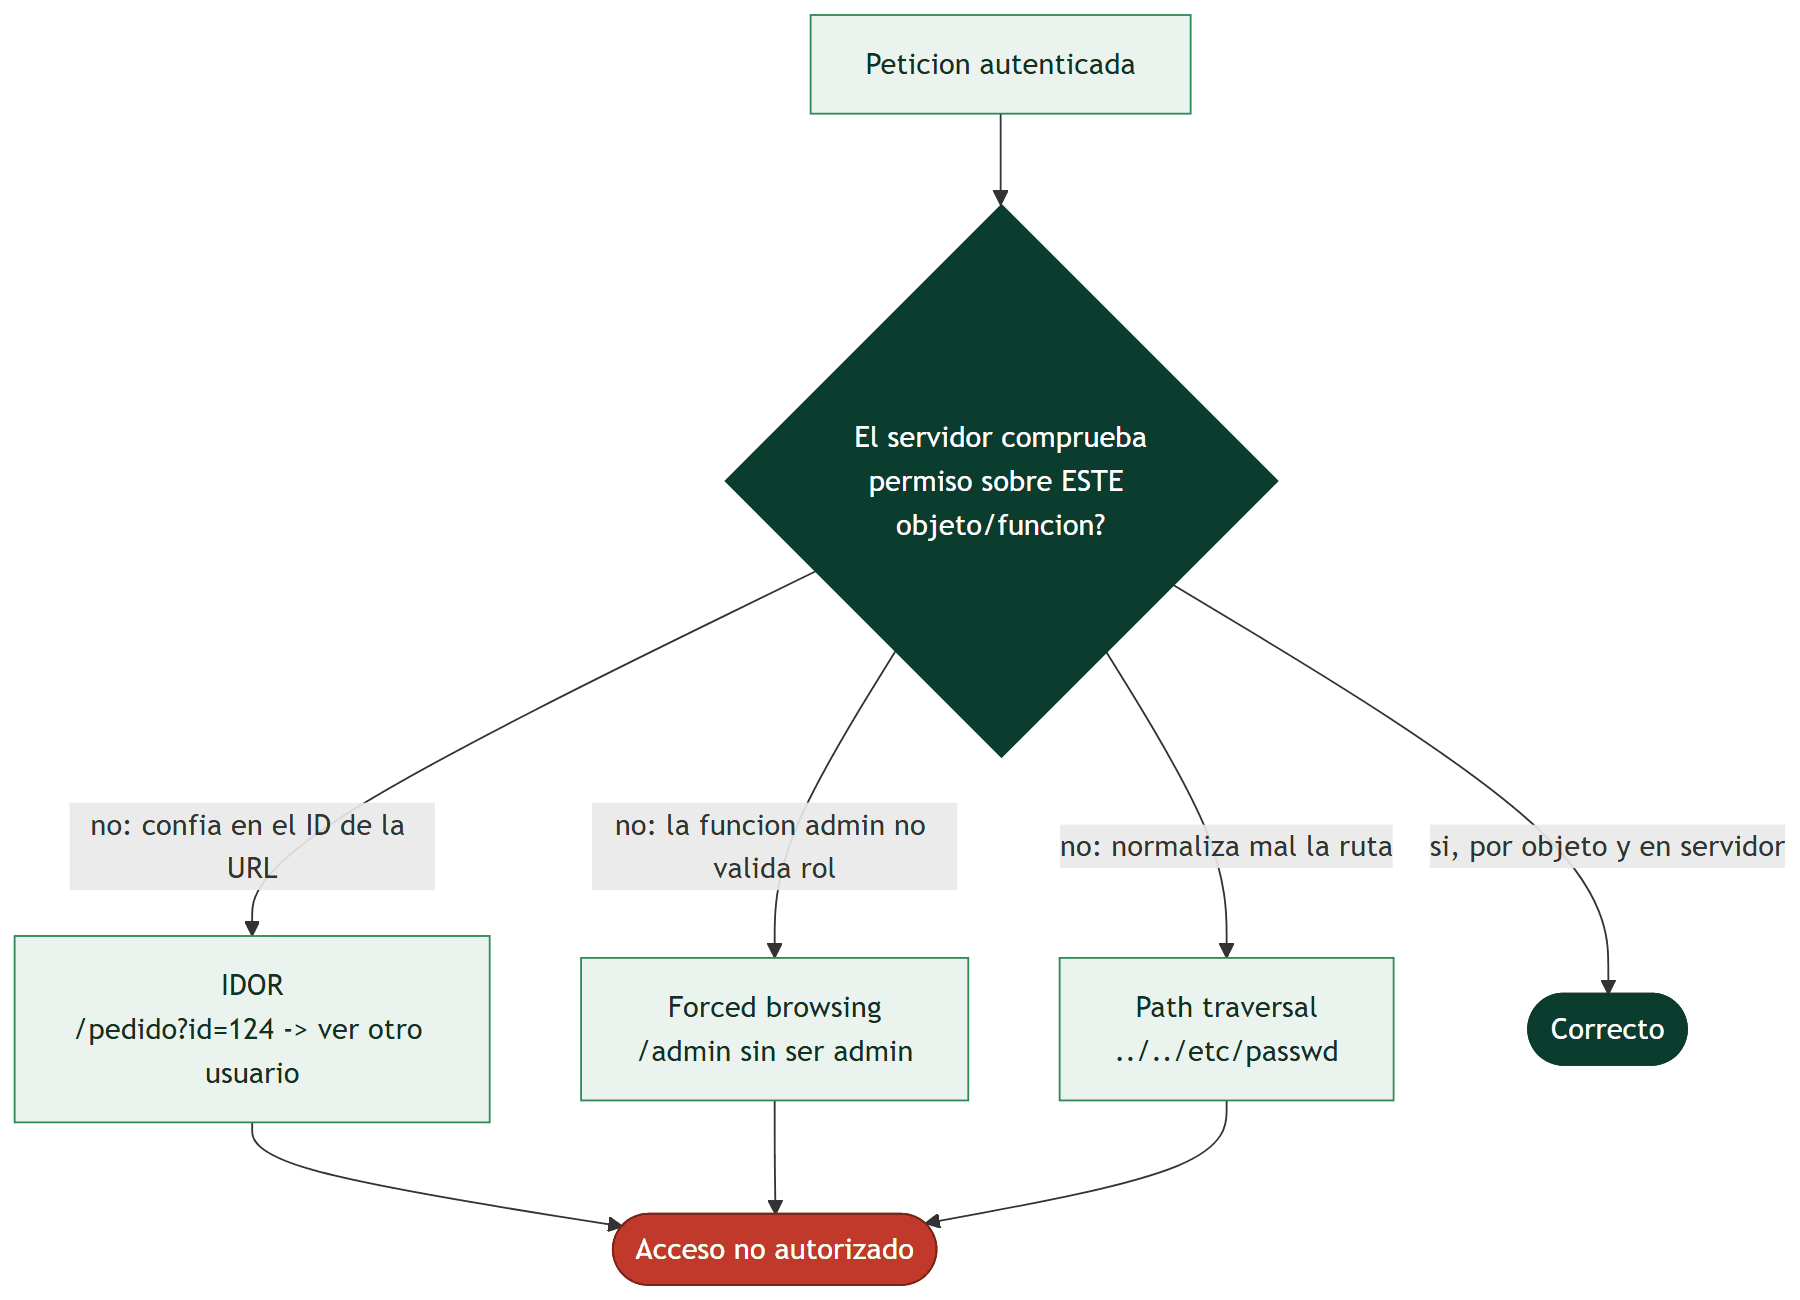 Peticion autenticada
El servidor comprueba
permiso sobre ESTE
objeto/funcion?
no: confia en el ID de la
URL
no: la funcion admin no
valida rol
no: normaliza mal la ruta
si, por objeto y en servidor
IDOR
/pedido?id=124 -> ver otro
usuario
Forced browsing
/admin sin ser admin
Path traversal
../../etc/passwd
Correcto
Acceso no autorizado